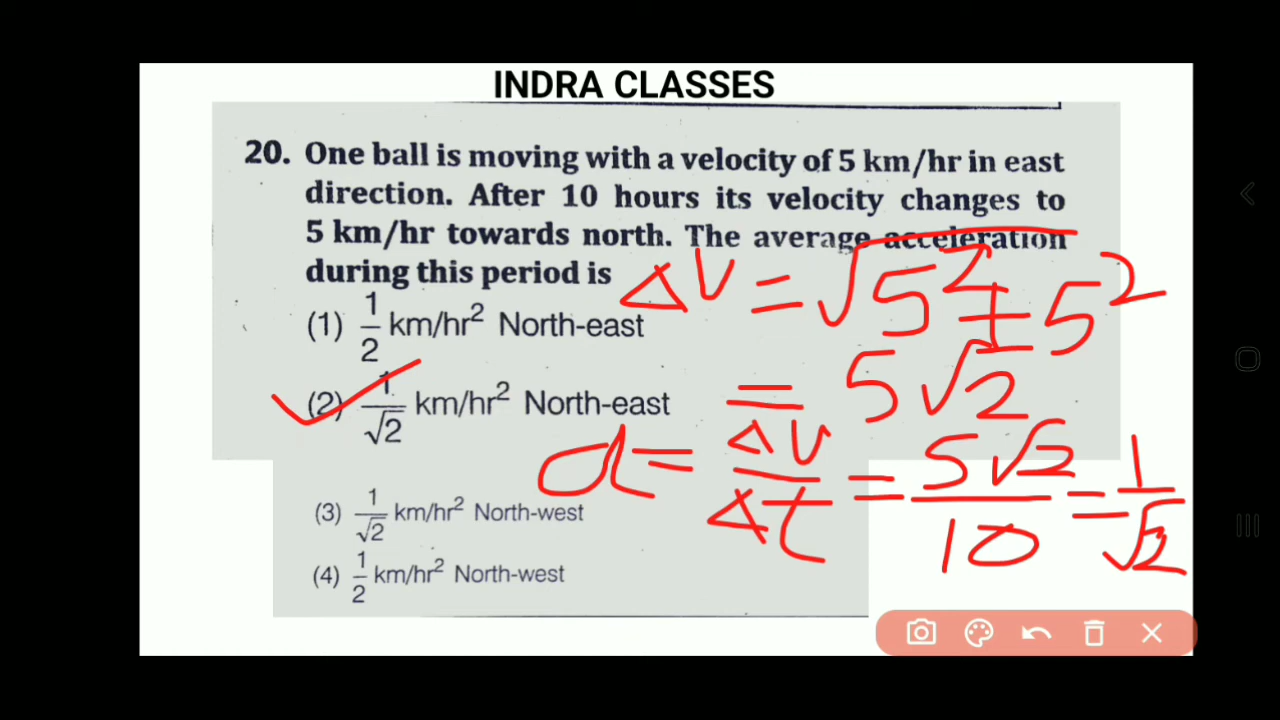 INDRA CLASSES
20. One ball is moving with a velocity of 5 km/hr in east
direction. After 10 hours its velocity changes to
5 km/hr towards north. The average acceleration
during this period is
(1) 1/2 km/hr² North-east
(2) 1/√2 km/hr² North-east
(3) 1/√2 km/hr² North-west
(4) 1/2 km/hr² North-west
ΔV = √5² + 5²
= 5√2
a = ΔV/Δt = 5√2/10 = 1/√2